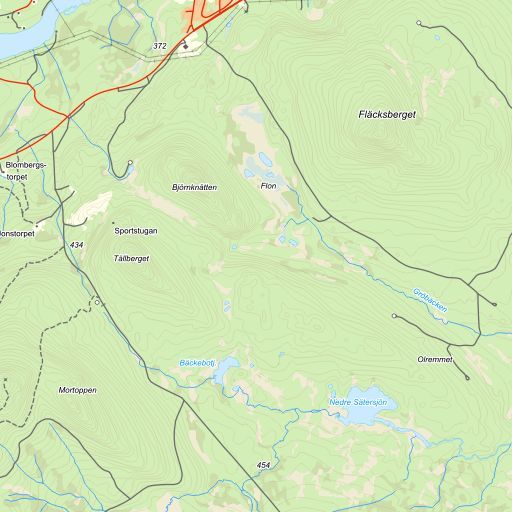 372
Fläcksberget
Blombergs-
torpet
Björnknätten
Flon
onstorpet
Sportstugan
434
Tällberget
Gröbäcken
Olremmet
Backebotj.
Mortoppen
Nedre Sätersjön
454